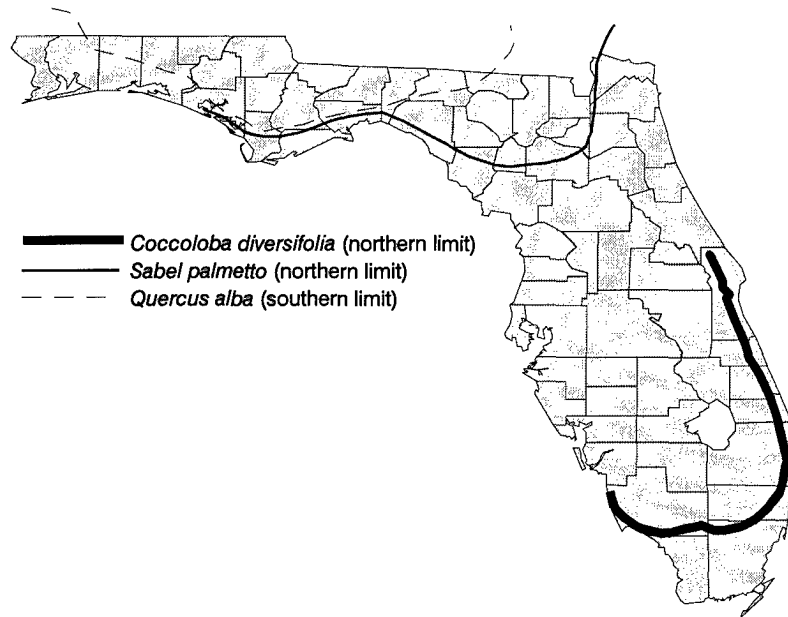 Coccoloba diversifolia (northern limit)
Sabel palmetto (northern limit)
Quercus alba (southern limit)